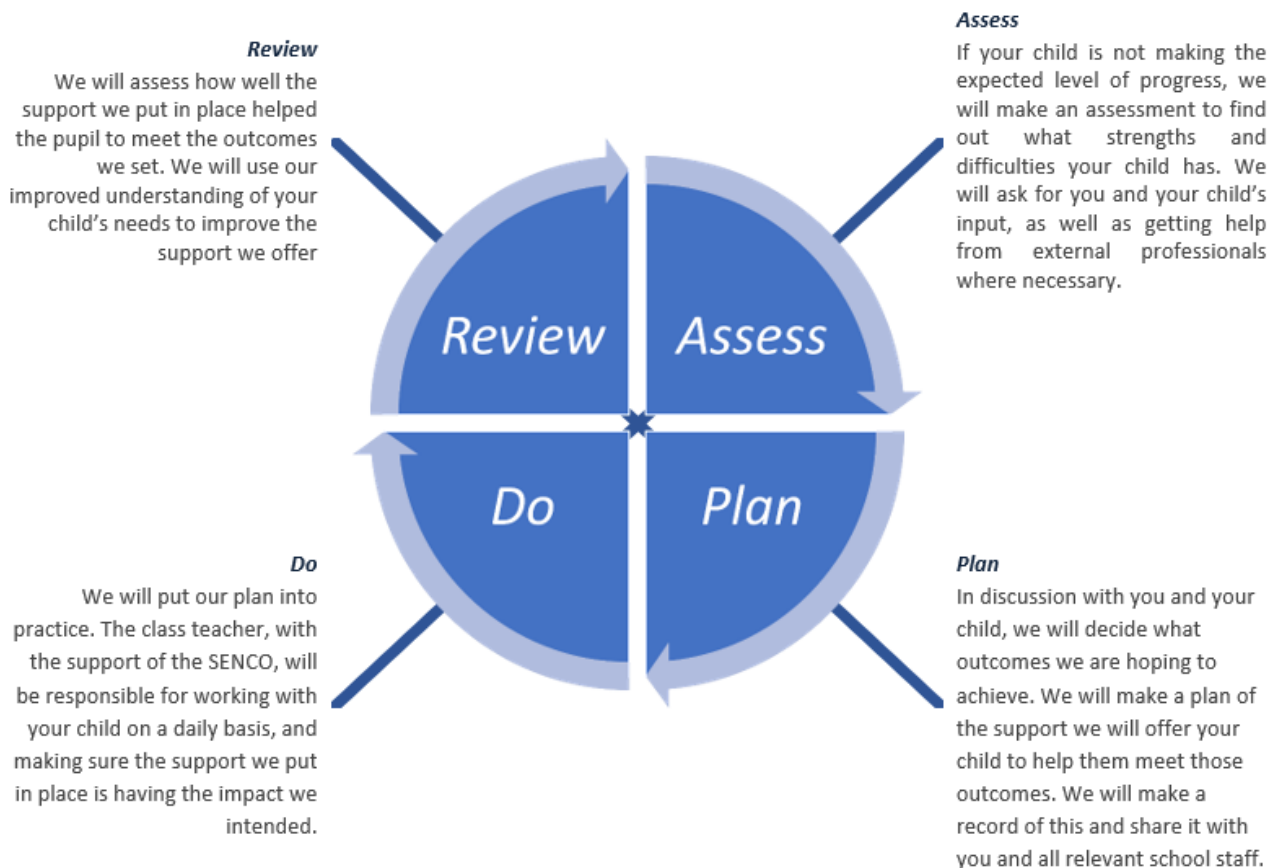 Review
We will assess how well the
support we put in place helped
the pupil to meet the outcomes
we set. We will use our
improved understanding of your
child’s needs to improve the
support we offer
Assess
If your child is not making the
expected level of progress, we
will make an assessment to find
out what strengths and
difficulties your child has. We
will ask for you and your child’s
input, as well as getting help
from external professionals
where necessary.
Review
Assess
Do
Plan
Do
We will put our plan into
practice. The class teacher, with
the support of the SENCO, will
be responsible for working with
your child on a daily basis, and
making sure the support we put
in place is having the impact we
intended.
Plan
In discussion with you and your
child, we will decide what
outcomes we are hoping to
achieve. We will make a plan of
the support we will offer your
child to help them meet those
outcomes. We will make a
record of this and share it with
you and all relevant school staff.